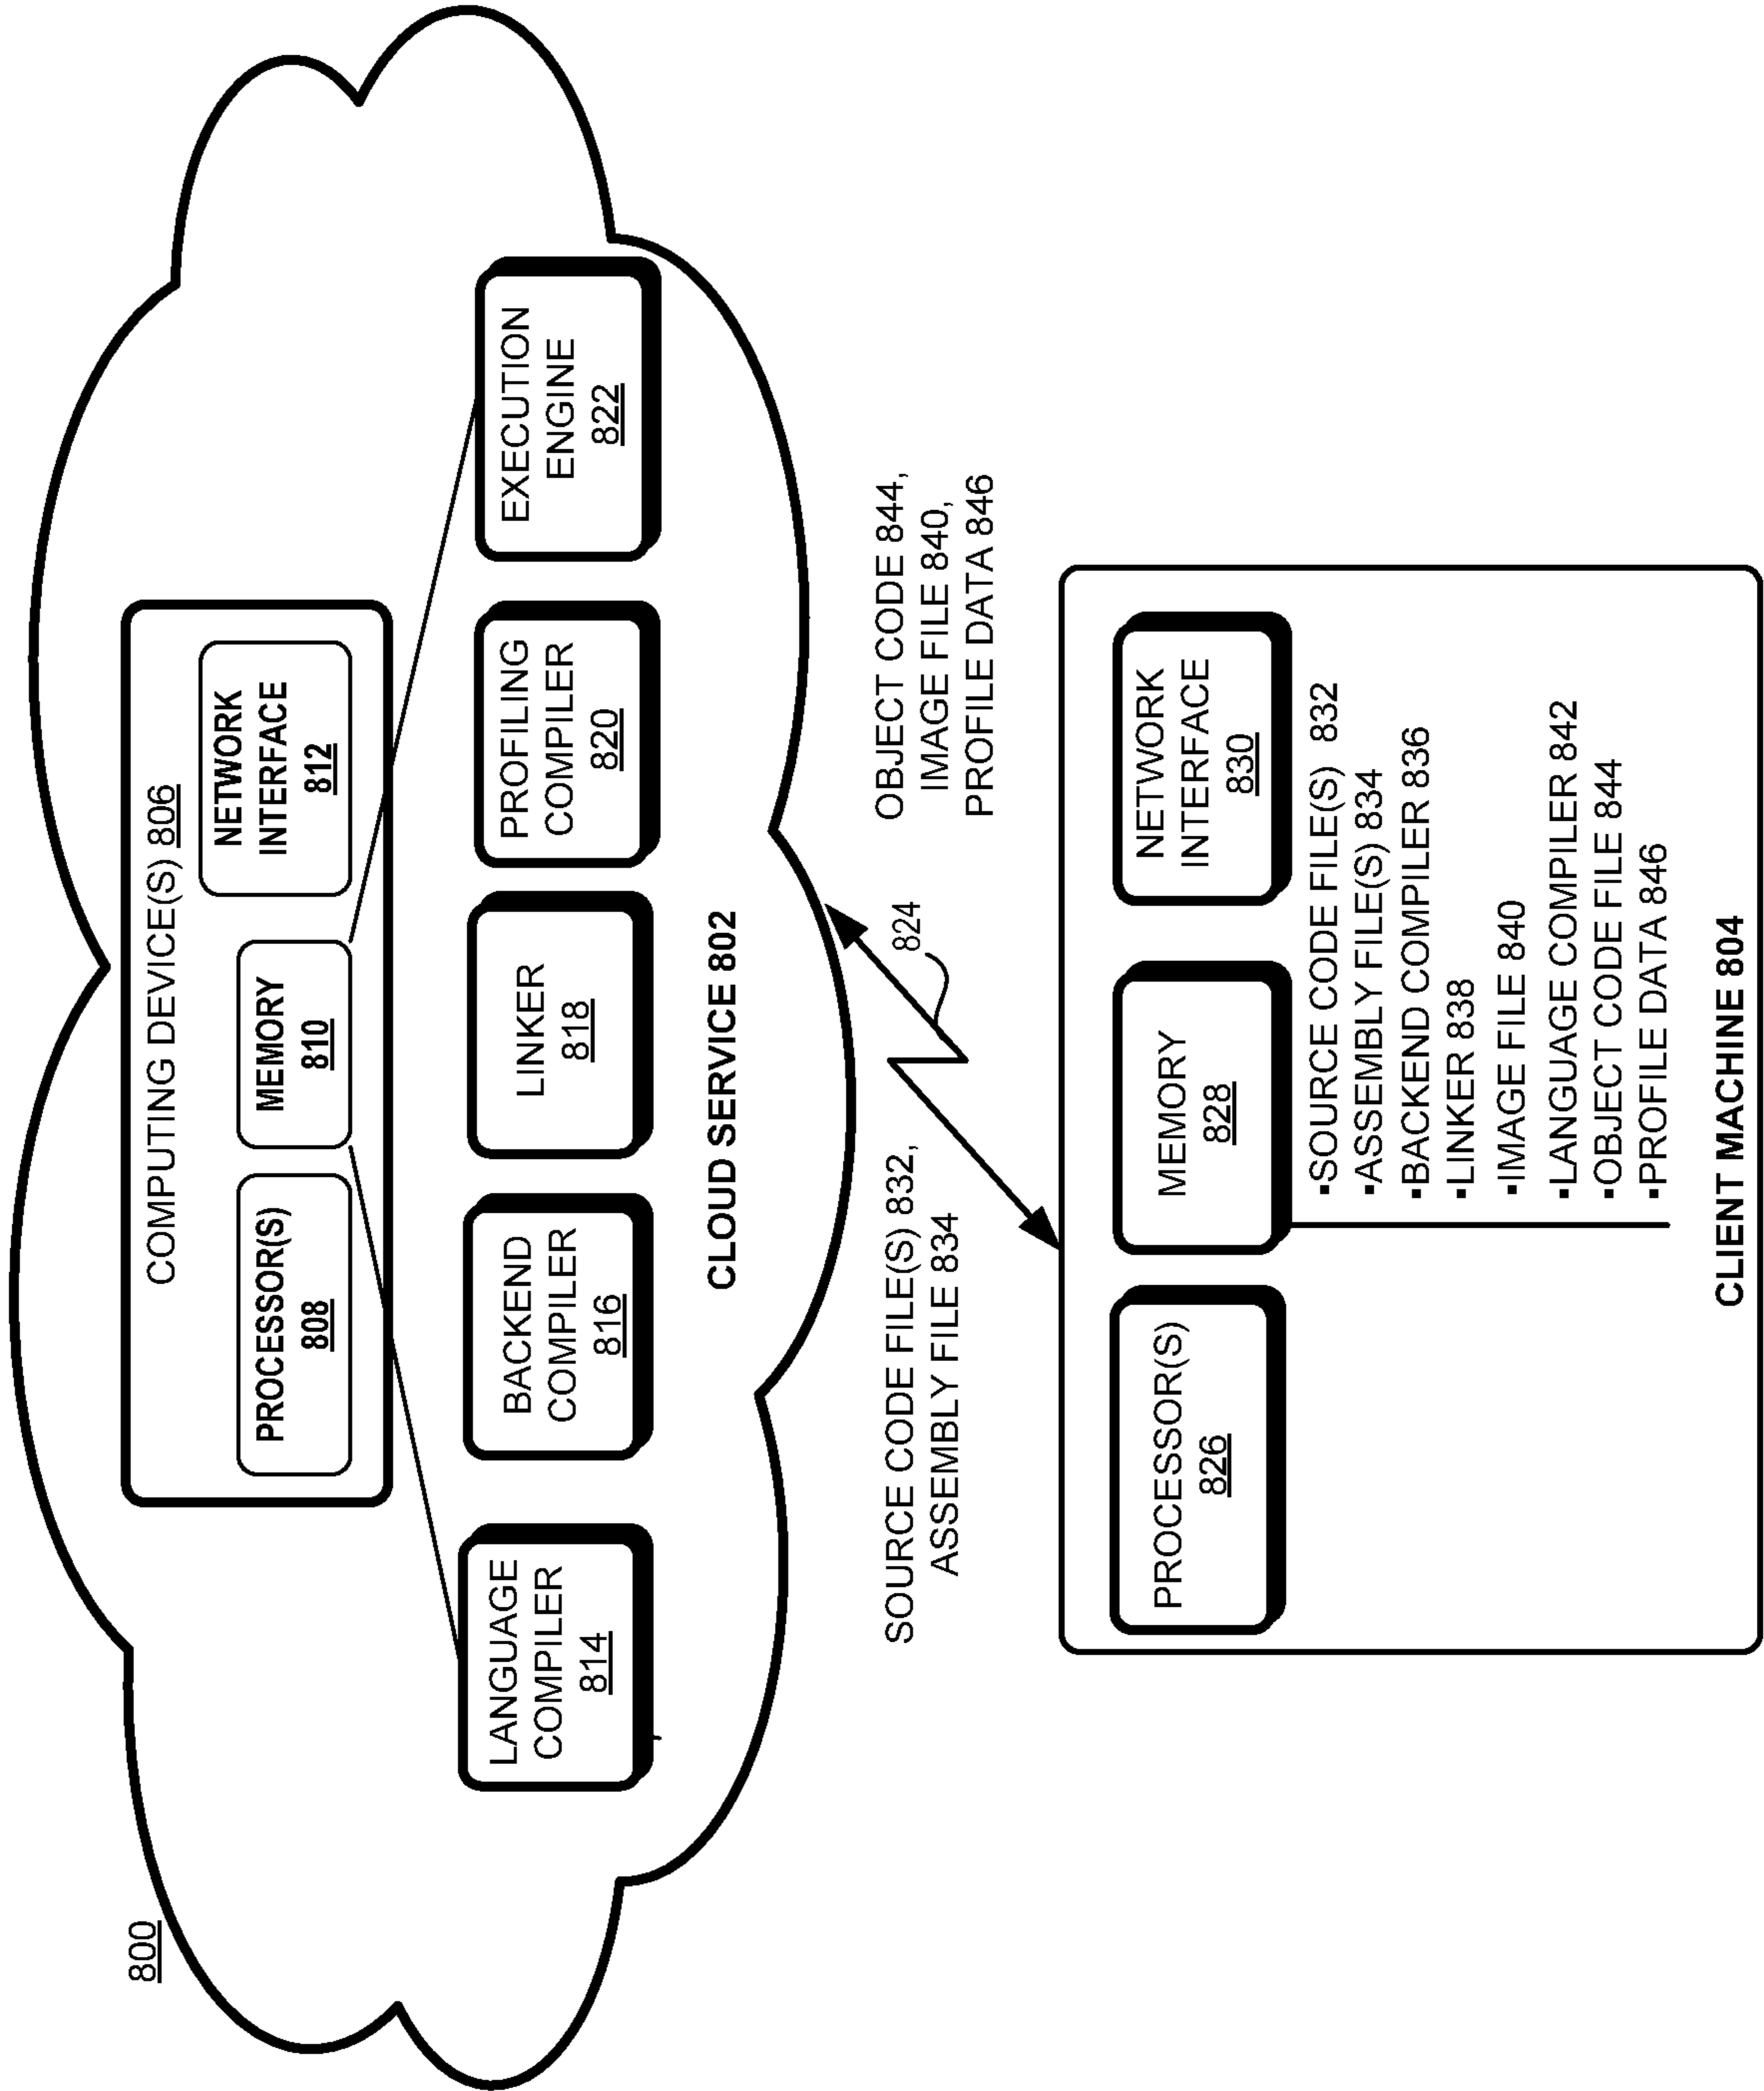 800
COMPUTING DEVICE(S) 806
PROCESSOR(S)
808
MEMORY
810
NETWORK
INTERFACE
812
LANGUAGE
COMPILER
814
BACKEND
COMPILER
816
LINKER
818
PROFILING
COMPILER
820
EXECUTION
ENGINE
822
CLOUD SERVICE 802
SOURCE CODE FILE(S) 832,
ASSEMBLY FILE 834
824
OBJECT CODE 844,
IMAGE FILE 840,
PROFILE DATA 846
PROCESSOR(S)
826
MEMORY
828
NETWORK
INTERFACE
830
▪SOURCE CODE FILE(S) 832
▪ASSEMBLY FILE(S) 834
▪BACKEND COMPILER 836
▪LINKER 838
▪IMAGE FILE 840
▪LANGUAGE COMPILER 842
▪OBJECT CODE FILE 844
▪PROFILE DATA 846
CLIENT MACHINE 804